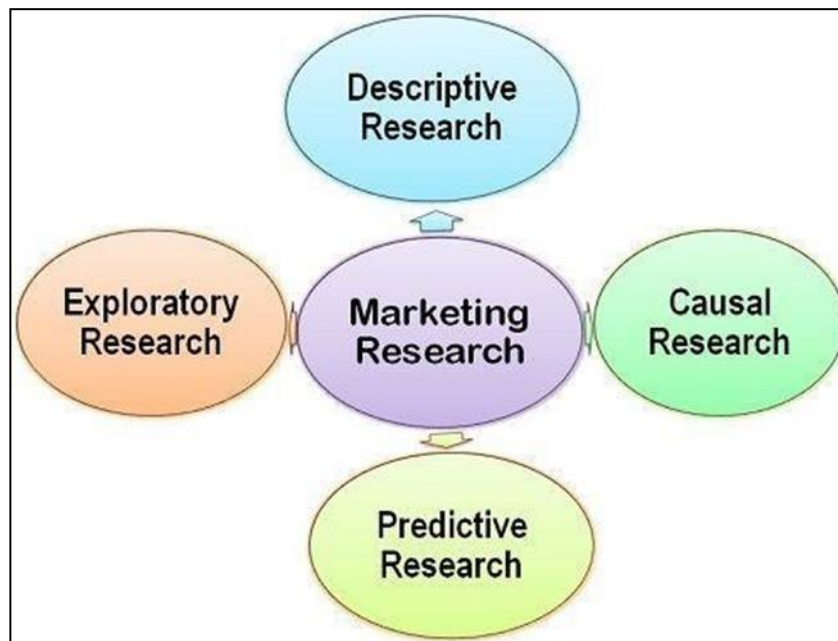 Descriptive
Research
Exploratory
Research
Marketing
Research
Causal
Research
Predictive
Research